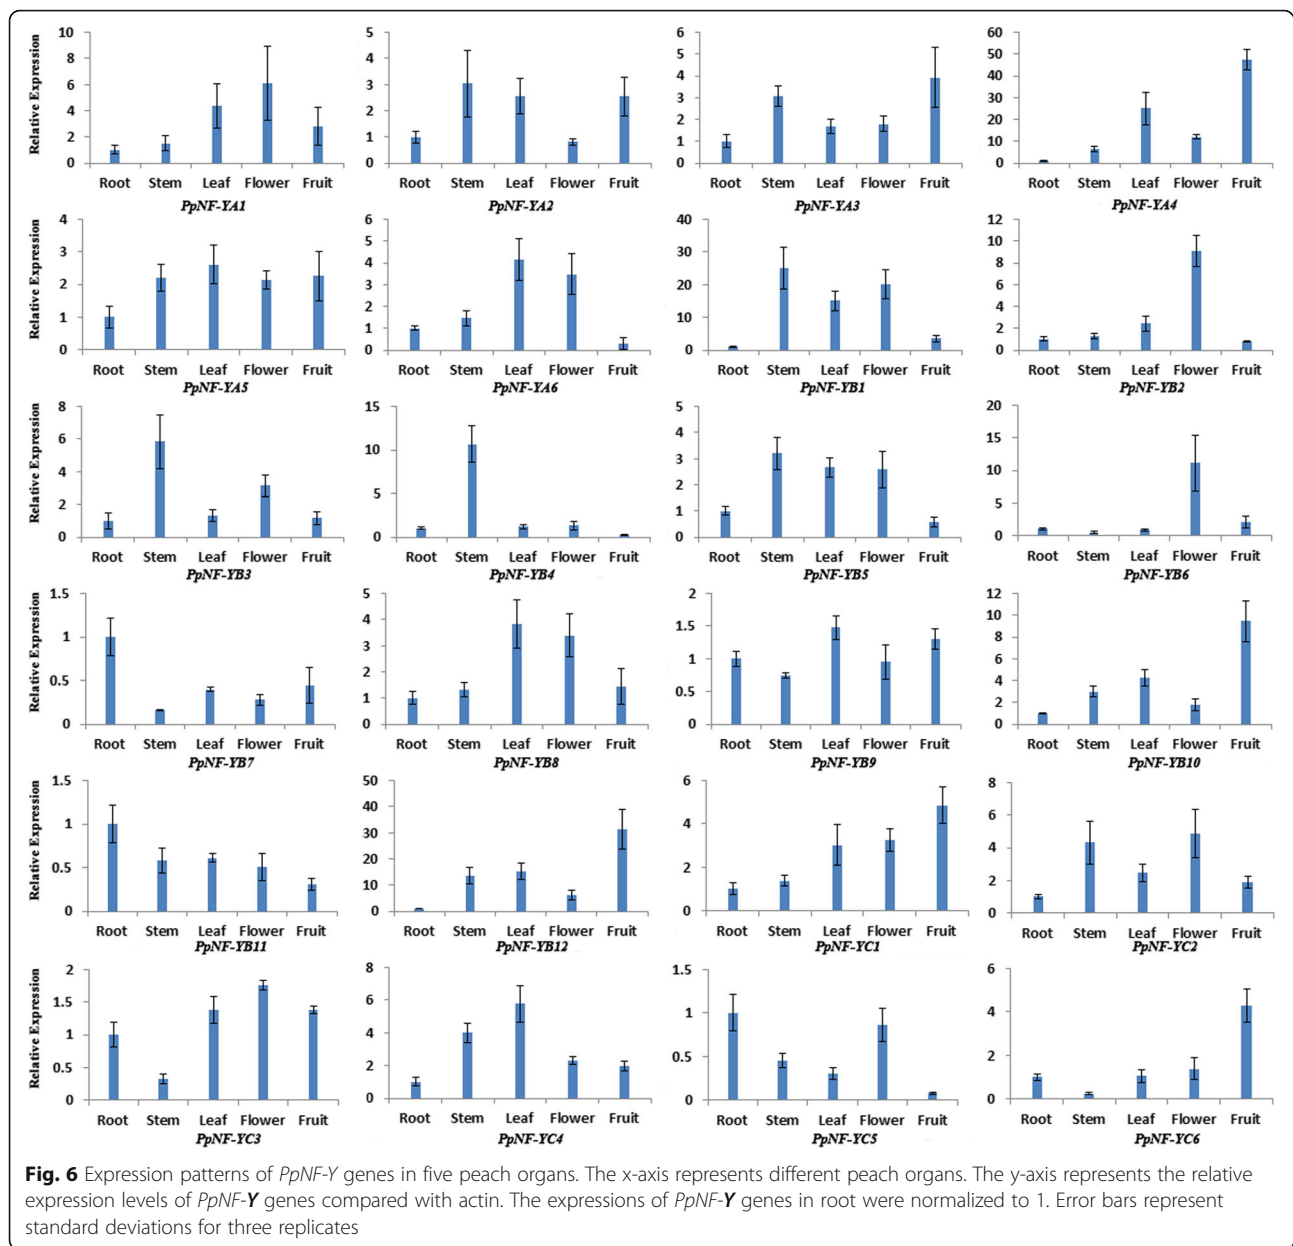 Relative Expression
10
8
6
4
2
0
Root Stem Leaf Flower Fruit
PpNF-YA1
5
4
3
2
1
0
Root Stem Leaf Flower Fruit
PpNF-YA2
6
5
4
3
2
1
0
Root Stem Leaf Flower Fruit
PpNF-YA3
60
50
40
30
20
10
0
Root Stem Leaf Flower Fruit
PpNF-YA4
Relative Expression
4
3
2
1
0
Root Stem Leaf Flower Fruit
PpNF-YA5
6
5
4
3
2
1
0
Root Stem Leaf Flower Fruit
PpNF-YA6
40
30
20
10
0
Root Stem Leaf Flower Fruit
PpNF-YB1
12
10
8
6
4
2
0
Root Stem Leaf Flower Fruit
PpNF-YB2
Relative Expression
8
6
4
2
0
Root Stem Leaf Flower Fruit
PpNF-YB3
15
10
5
0
Root Stem Leaf Flower Fruit
PpNF-YB4
5
4
3
2
1
0
Root Stem Leaf Flower Fruit
PpNF-YB5
20
15
10
5
0
Root Stem Leaf Flower Fruit
PpNF-YB6
Relative Expression
1.5
1
0.5
0
Root Stem Leaf Flower Fruit
PpNF-YB7
5
4
3
2
1
0
Root Stem Leaf Flower Fruit
PpNF-YB8
2
1.5
1
0.5
0
Root Stem Leaf Flower Fruit
PpNF-YB9
12
10
8
6
4
2
0
Root Stem Leaf Flower Fruit
PpNF-YB10
Relative Expression
1.5
1
0.5
0
Root Stem Leaf Flower Fruit
PpNF-YB11
50
40
30
20
10
0
Root Stem Leaf Flower Fruit
PpNF-YB12
6
4
2
0
Root Stem Leaf Flower Fruit
PpNF-YC1
8
6
4
2
0
Root Stem Leaf Flower Fruit
PpNF-YC2
Relative Expression
2
1.5
1
0.5
0
Root Stem Leaf Flower Fruit
PpNF-YC3
8
6
4
2
0
Root Stem Leaf Flower Fruit
PpNF-YC4
1.5
1
0.5
0
Root Stem Leaf Flower Fruit
PpNF-YC5
6
4
2
0
Root Stem Leaf Flower Fruit
PpNF-YC6
Fig. 6 Expression patterns of PpNF-Y genes in five peach organs. The x-axis represents different peach organs. The y-axis represents the relative
expression levels of PpNF-Y genes compared with actin. The expressions of PpNF-Y genes in root were normalized to 1. Error bars represent
standard deviations for three replicates